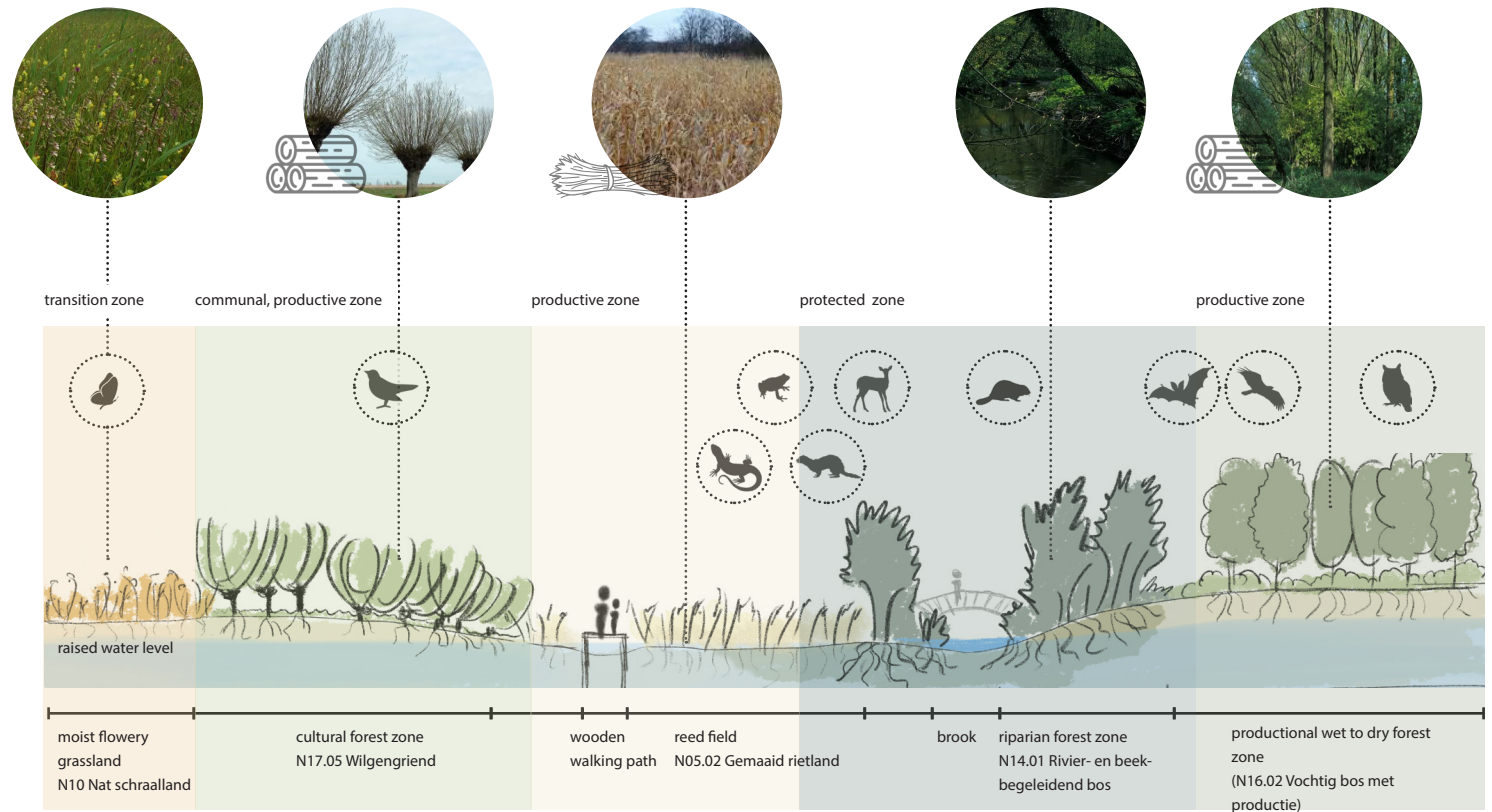 transition zone
communal, productive zone
productive zone
protected zone
productive zone
raised water level
moist flowery
grassland
N10 Nat schraalland
cultural forest zone
N17.05 Wilgengriend
wooden
walking path
reed field
N05.02 Gemaaid rietland
brook
riparian forest zone
N14.01 Rivier- en beek-
begeleidend bos
productional wet to dry forest
zone
(N16.02 Vochtig bos met
productie)